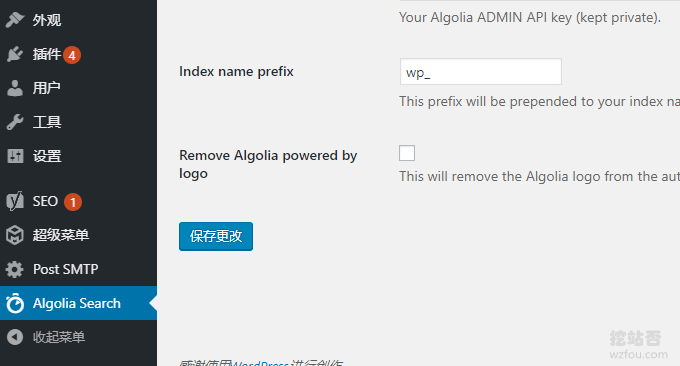 外观
插件 4
用户
工具
设置
SEO 1
超级菜单
Post SMTP
Algolia Search
收起菜单
Your Algolia ADMIN API key (kept private).
Index name prefix
wp_
This prefix will be prepended to your index na
Remove Algolia powered by
logo
This will remove the Algolia logo from the aut
保存更改
感谢使用WordPress进行创作
挖站否
wzfou.com